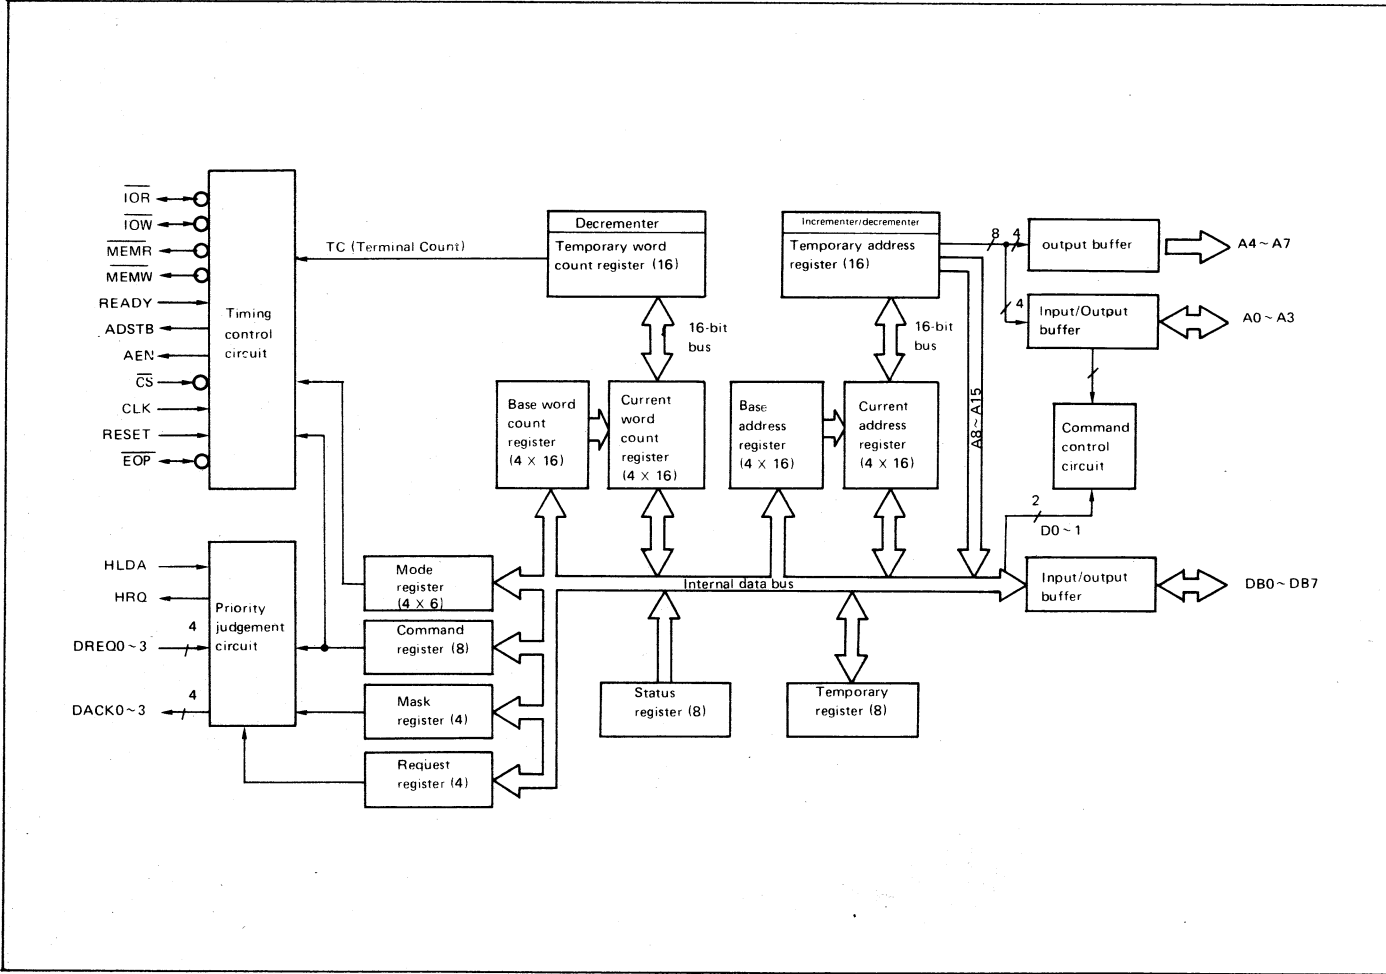 IOR
IOW
MEMR
MEMW
READY
ADSTB
AEN
CS
CLK
RESET
EOP
Timing
control
circuit
TC (Terminal Count)
Decrementer
Temporary word
count register (16)
16-bit
bus
Incrementer/decrementer
Temporary address
register (16)
16-bit
bus
8
4
output buffer
A4~A7
4
Input/Output
buffer
A0~A3
Base word
count
register
(4 X 16)
Current
word
count
register
(4 X 16)
Base
address
register
(4 X 16)
Current
address
register
(4 X 16)
A8~A15
Command
control
circuit
2
D0~1
HLDA
HRQ
4
DREQ0~3
4
DACK0~3
Priority
judgement
circuit
Mode
register
(4 X 6)
Command
register (8)
Mask
register (4)
Request
register (4)
Internal data bus
Input/output
buffer
DB0~DB7
Status
register (8)
Temporary
register (8)